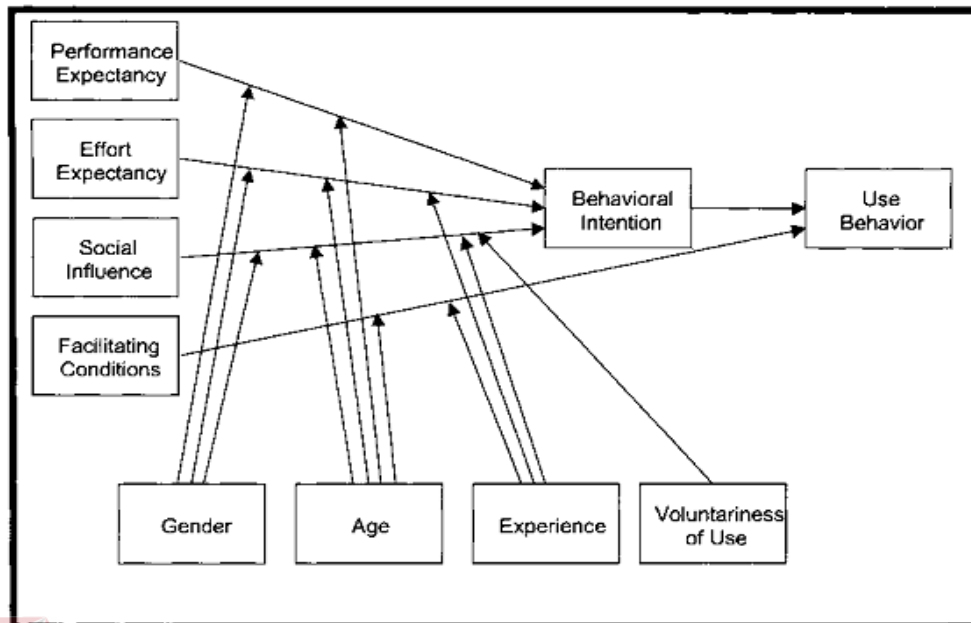 Performance
Expectancy
Effort
Expectancy
Social
Influence
Facilitating
Conditions
Behavioral
Intention
Use
Behavior
Gender
Age
Experience
Voluntariness
of Use